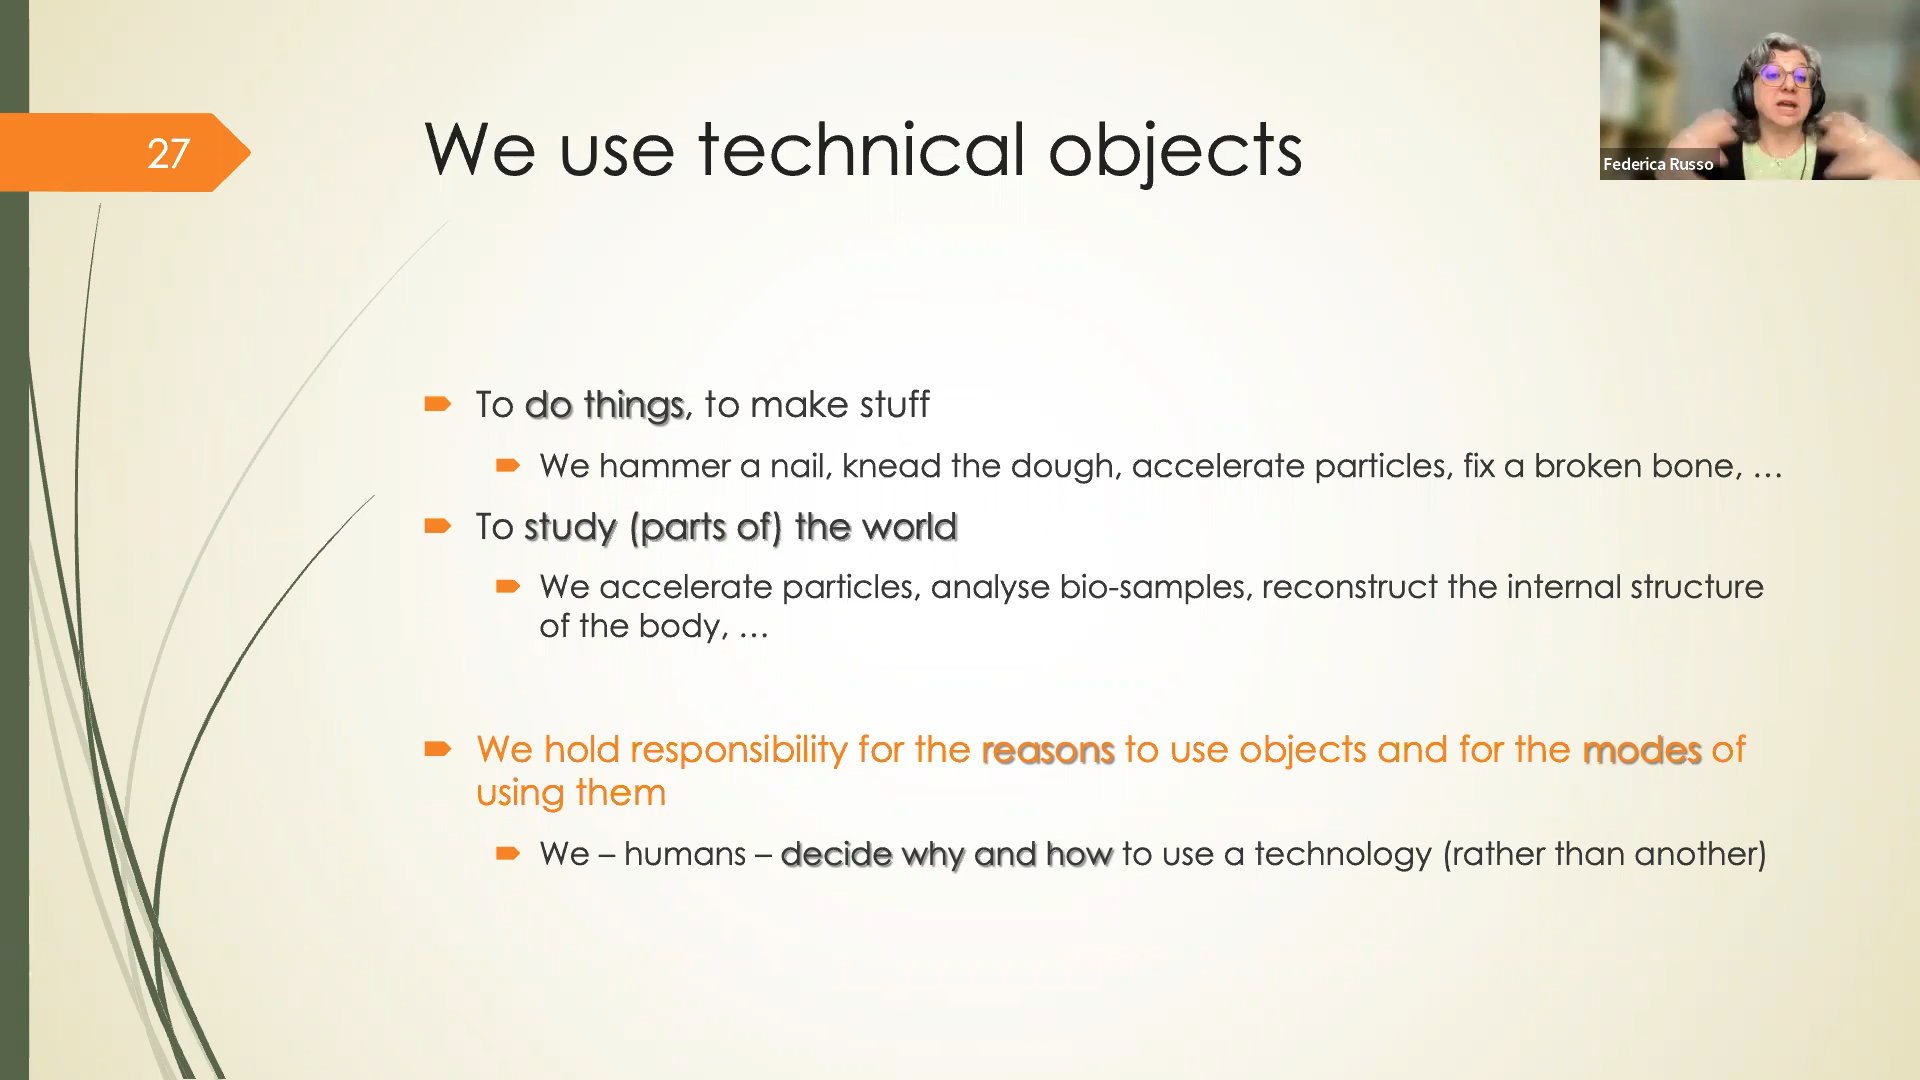 27
We use technical objects
Federica Russo
To do things, to make stuff
We hammer a nail, knead the dough, accelerate particles, fix a broken bone, …
To study (parts of) the world
We accelerate particles, analyse bio-samples, reconstruct the internal structure
of the body, …
We hold responsibility for the reasons to use objects and for the modes of
using them
We – humans – decide why and how to use a technology (rather than another)